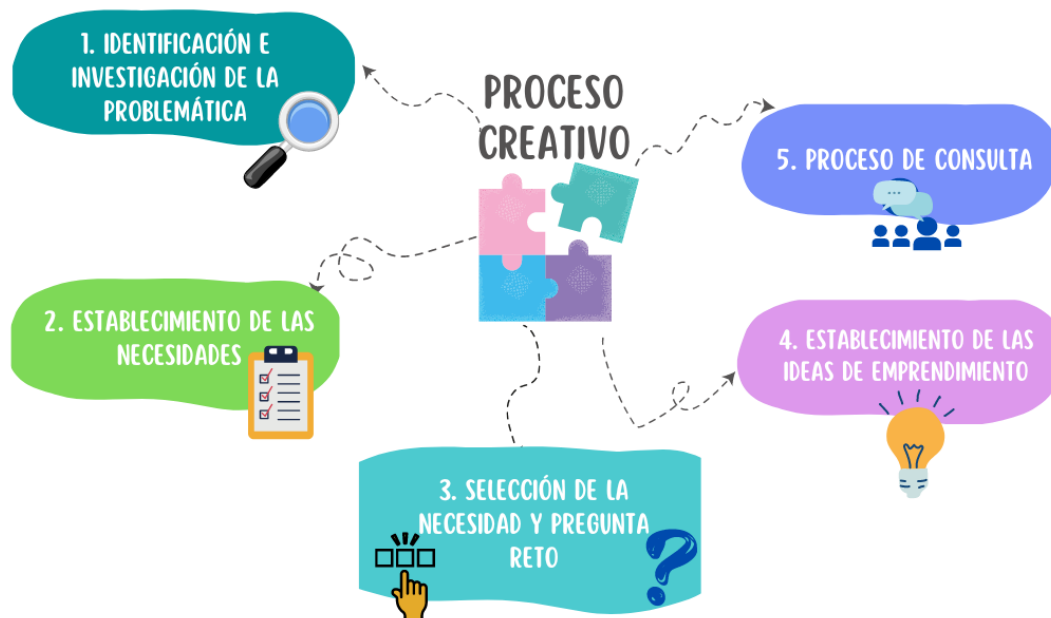 PROCESO
CREATIVO
1. IDENTIFICACIÓN E
INVESTIGACIÓN DE LA
PROBLEMÁTICA
2. ESTABLECIMIENTO DE LAS
NECESIDADES
3. SELECCIÓN DE LA
NECESIDAD Y PREGUNTA
RETO
4. ESTABLECIMIENTO DE LAS
IDEAS DE EMPRENDIMIENTO
5. PROCESO DE CONSULTA